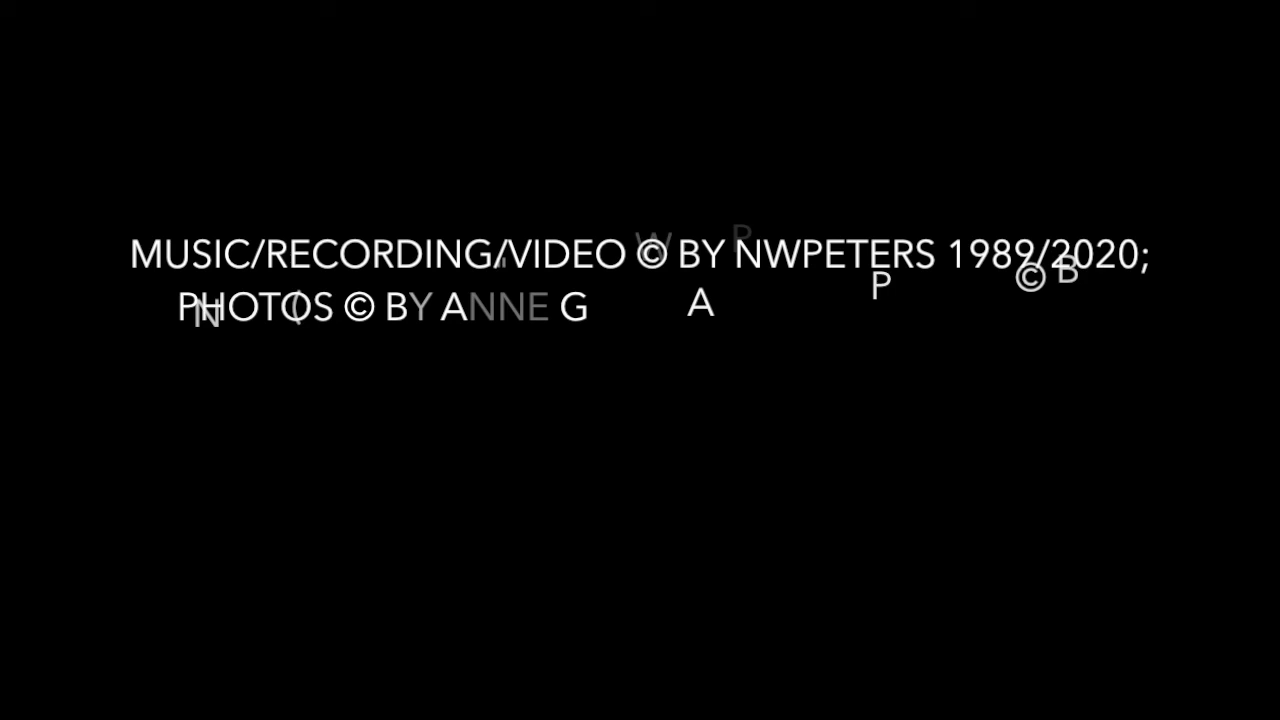 MUSIC/RECORDING/VIDEO © BY NWPETERS 1989/2020;
PHOTOS © BY ANNE G